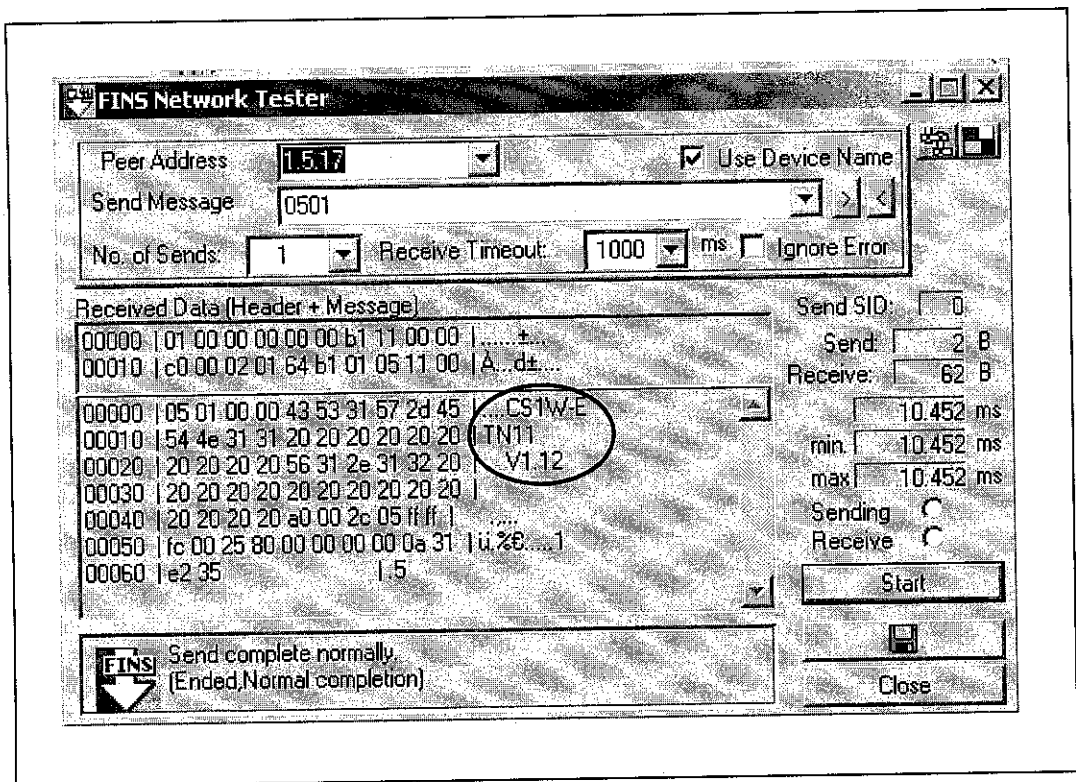 FINS Network Tester
Peer Address 1.5.17 Use Device Name
Send Message 0501
No. of Sends: 1 Receive Timeout: 1000 ms Ignore Error
Received Data (Header + Message)
00000 | 01 00 00 00 00 00 b1 11 00 00 |......±...
00010 | c0 00 02 01 64 b1 01 05 11 00 |À...d±....
00000 | 05 01 00 00 43 53 31 57 2d 45 |....CS1W-E
00010 | 54 4e 31 31 20 20 20 20 20 20 |TN11
00020 | 20 20 20 20 56 31 2e 31 32 20 | V1.12
00030 | 20 20 20 20 20 20 20 20 20 20 |
00040 | 20 20 20 20 a0 00 2c 05 ff ff |
00050 | fc 00 25 80 00 00 00 00 0a 31 |ü.%€.....1
00060 | e2 35 |.5
Send SID: 0
Send: 2 B
Receive: 62 B
10.452 ms
min. 10.452 ms
max 10.452 ms
Sending
Receive
Start
Close
FINS
Send complete normally.
(Ended,Normal completion)